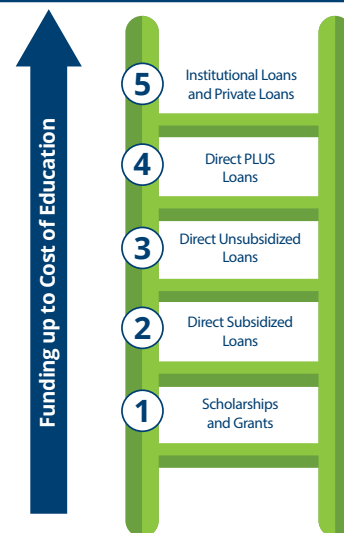 Funding up to Cost of Education
5
Institutional Loans
and Private Loans
4
Direct PLUS
Loans
3
Direct Unsubsidized
Loans
2
Direct Subsidized
Loans
1
Scholarships
and Grants